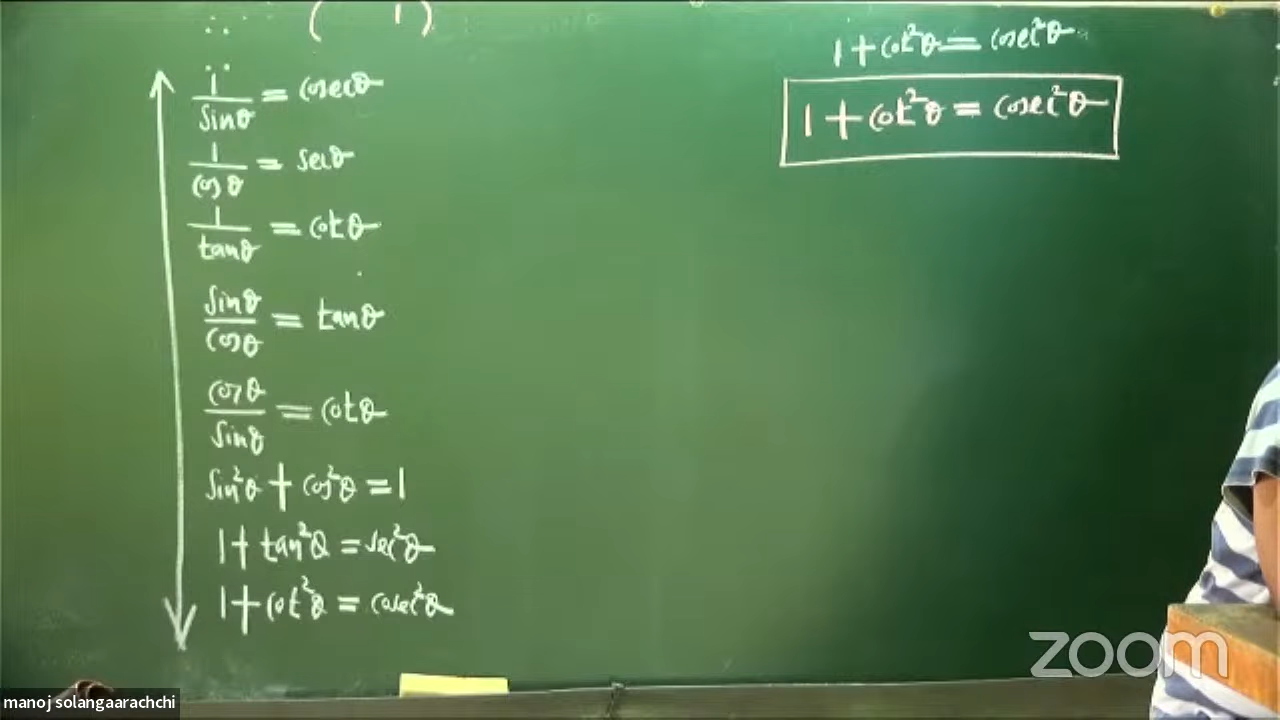 ∴ ( 1 )
1/sinθ = cosecθ
1/cosθ = secθ
1/tanθ = cotθ
sinθ/cosθ = tanθ
cosθ/sinθ = cotθ
sin²θ + cos²θ = 1
1 + tan²θ = sec²θ
1 + cot²θ = cosec²θ
1 + cot²θ = cosec²θ
1 + cot²θ = cosec²θ
zoom
manoj solangaarachchi